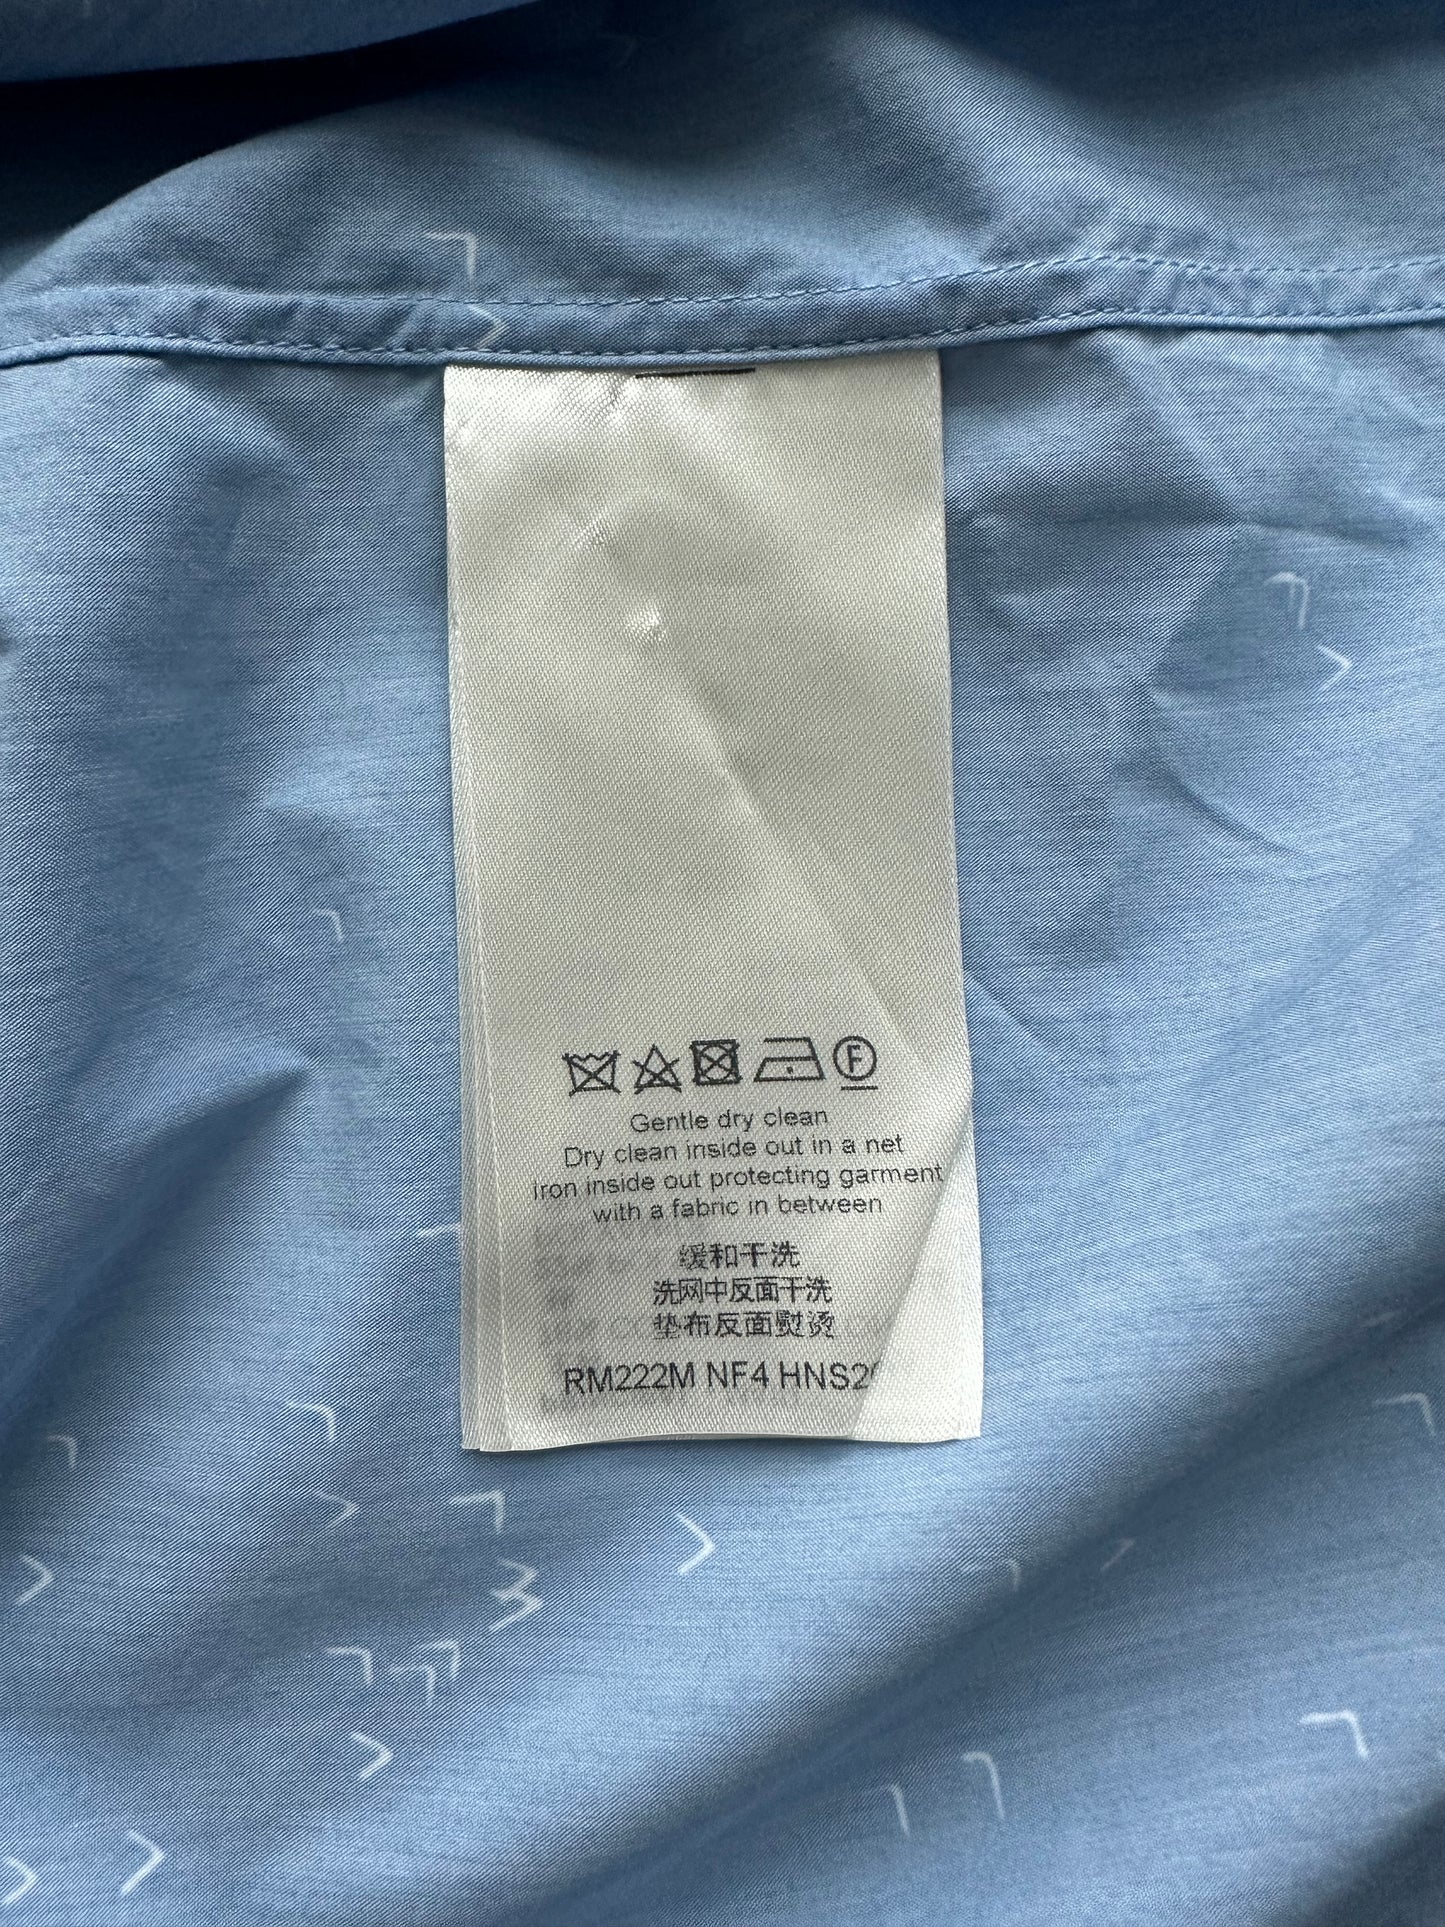 F
Gentle dry clean
Dry clean inside out in a net
iron inside out protecting garment
with a fabric in between
缓和干洗
洗网中反面干洗
垫布反面熨烫
RM222M NF4 HNS2